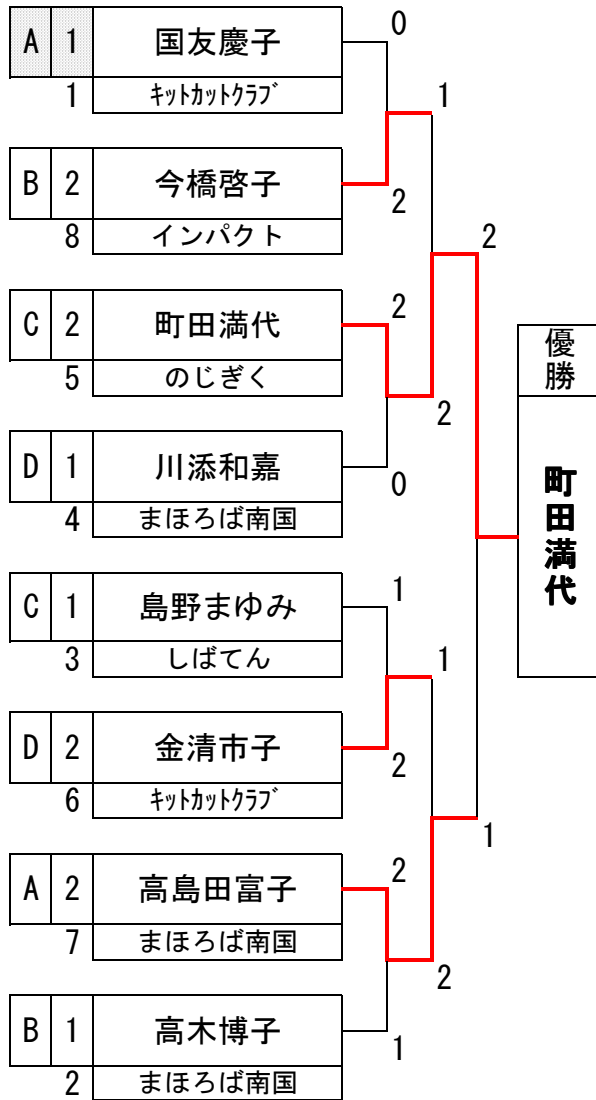 A 1 国友慶子 0
1 ｷｯﾄｶｯﾄｸﾗﾌﾞ 1
B 2 今橋啓子 2
8 インパクト 2
C 2 町田満代 2
5 のじぎく 2
D 1 川添和嘉 0
4 まほろば南国
優勝
町田満代
C 1 島野まゆみ 1
3 しばてん 1
D 2 金清市子 2
6 ｷｯﾄｶｯﾄｸﾗﾌﾞ 1
A 2 高島田富子 2
7 まほろば南国 2
B 1 高木博子 1
2 まほろば南国